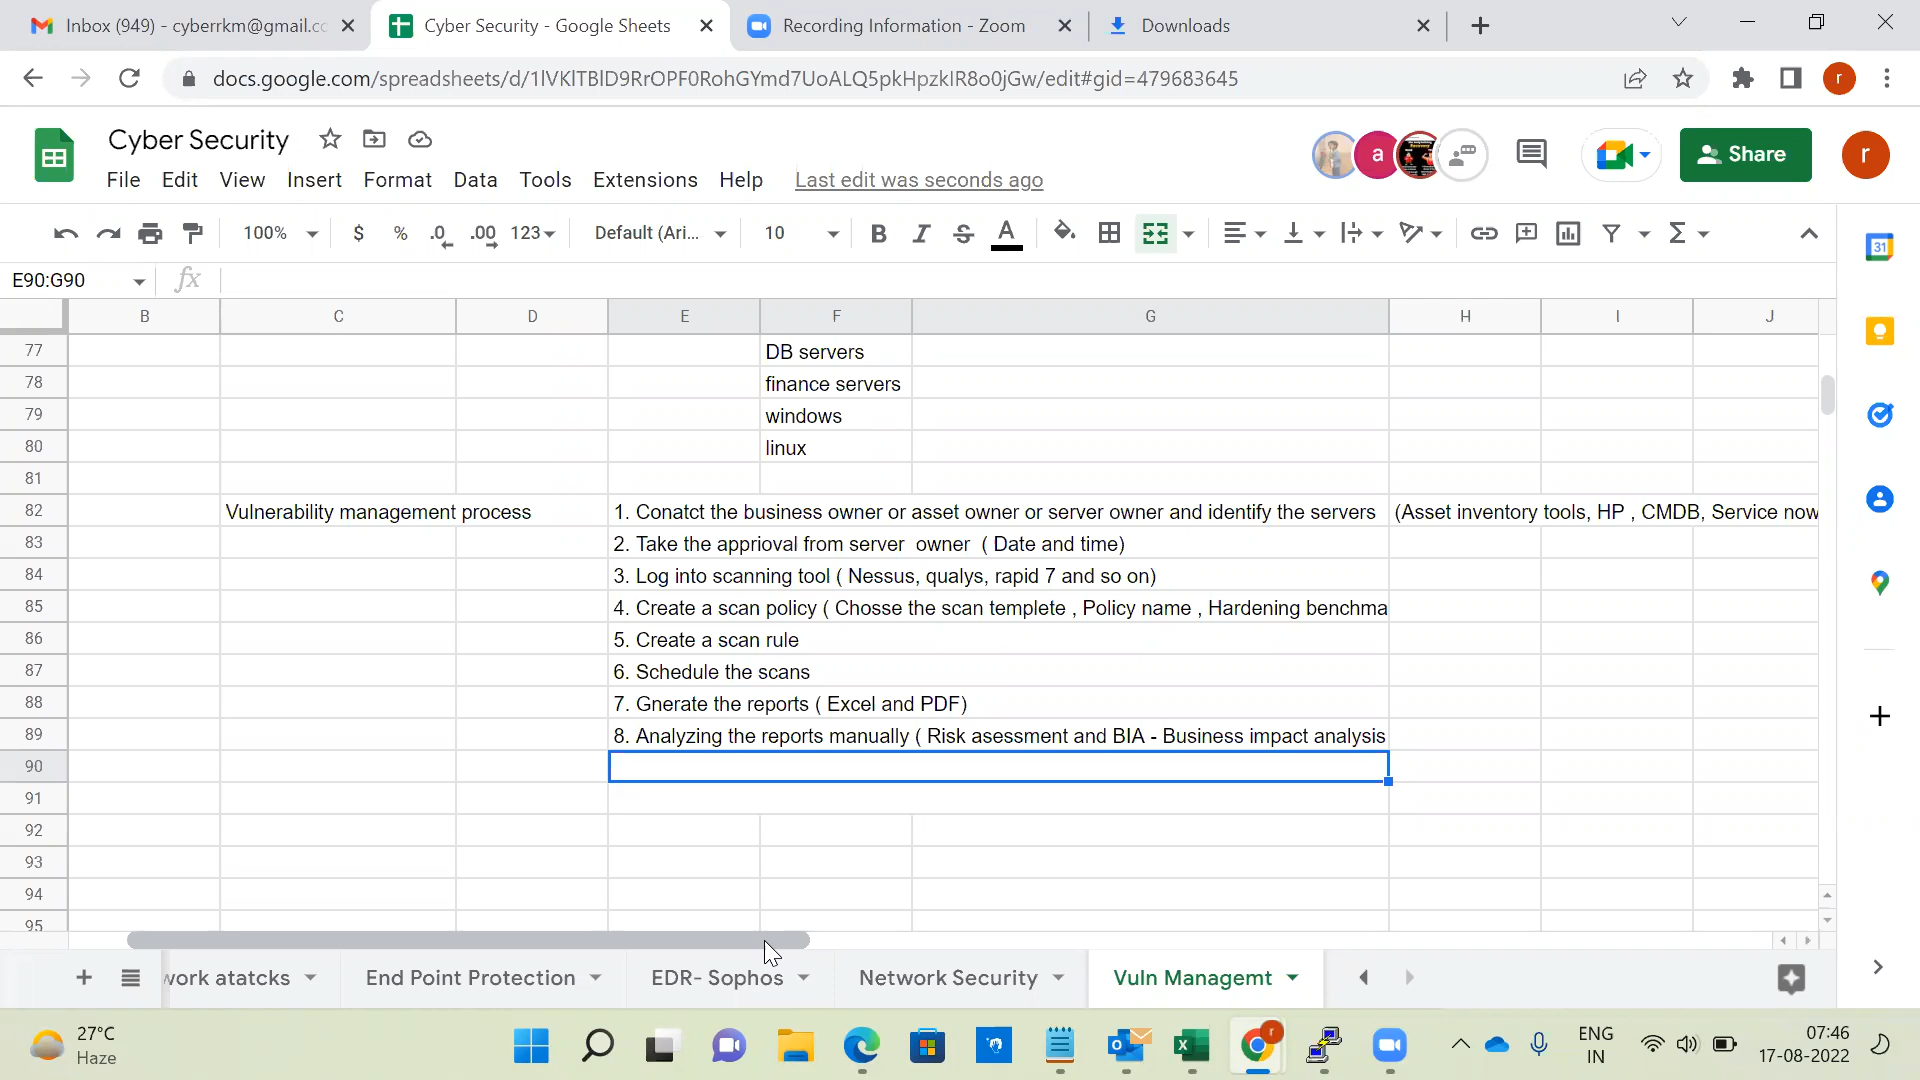 Inbox (949) - cyberrkm@gmail.cc
Cyber Security - Google Sheets
Recording Information - Zoom
Downloads
docs.google.com/spreadsheets/d/1lVKlTBlD9RrOPF0RohGYmd7UoALQ5pkHpzklR8o0jGw/edit#gid=479683645
r
Cyber Security
File Edit View Insert Format Data Tools Extensions Help Last edit was seconds ago
a
Share
r
100% $ % .0 .00 123 Default (Ari... 10 B I S A
31
E90:G90 fx
B C D E F G H I J
77 DB servers
78 finance servers
79 windows
80 linux
81
82 Vulnerability management process 1. Conatct the business owner or asset owner or server owner and identify the servers (Asset inventory tools, HP , CMDB, Service now
83 2. Take the apprioval from server owner ( Date and time)
84 3. Log into scanning tool ( Nessus, qualys, rapid 7 and so on)
85 4. Create a scan policy ( Chosse the scan templete , Policy name , Hardening benchma
86 5. Create a scan rule
87 6. Schedule the scans
88 7. Gnerate the reports ( Excel and PDF)
89 8. Analyzing the reports manually ( Risk asessment and BIA - Business impact analysis
90
91
92
93
94
95
work atatcks End Point Protection EDR- Sophos Network Security Vuln Managemt
27°C
Haze
ENG
IN
07:46
17-08-2022